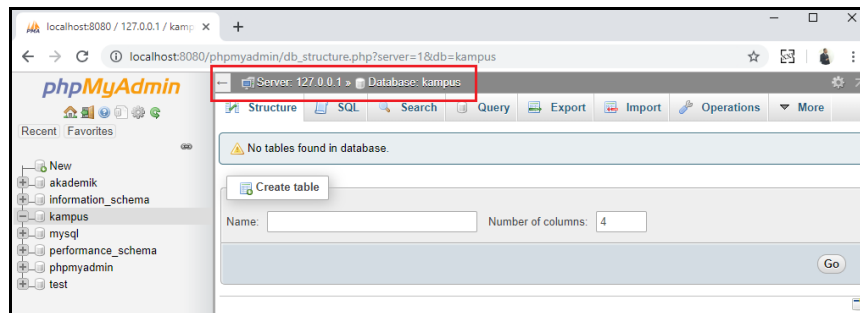 localhost:8080 / 127.0.0.1 / kamp
localhost:8080/phpmyadmin/db_structure.php?server=1&db=kampus
phpMyAdmin
Recent Favorites
New
akademik
information_schema
kampus
mysql
performance_schema
phpmyadmin
test
Server: 127.0.0.1 » Database: kampus
Structure SQL Search Query Export Import Operations More
No tables found in database.
Create table
Name: Number of columns: 4
Go